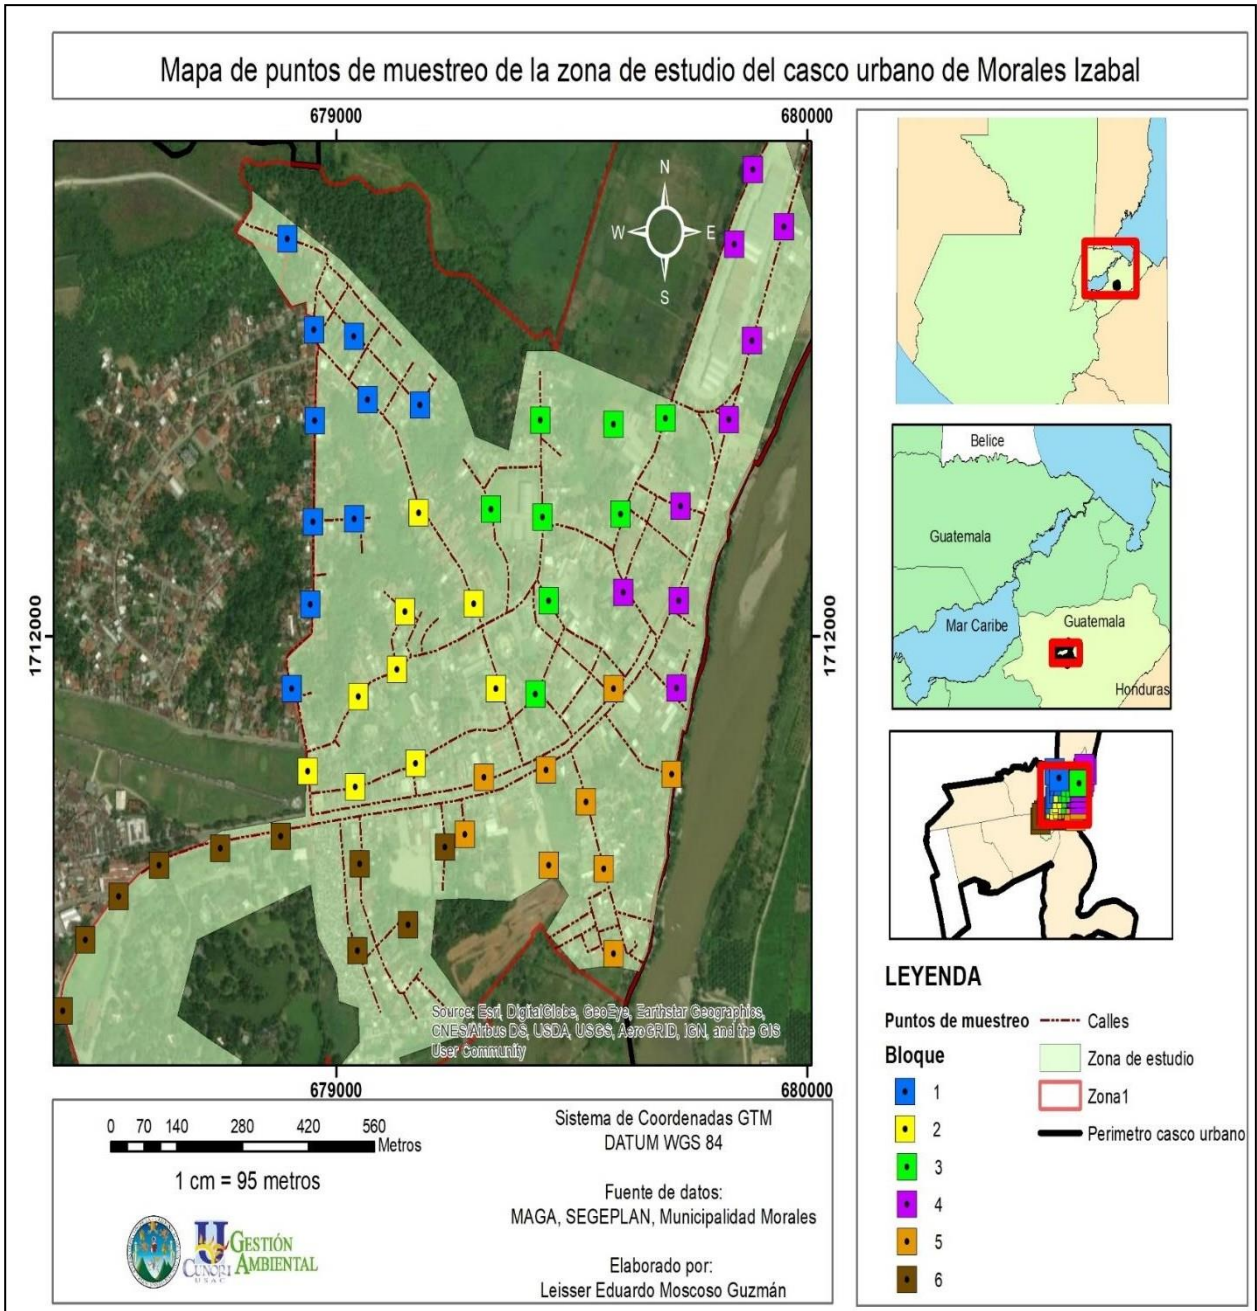 Mapa de puntos de muestreo de la zona de estudio del casco urbano de Morales Izabal
679000
680000
N
W
E
S
1712000
1712000
Source: Esri, DigitalGlobe, GeoEye, Earthstar Geographics,
CNES/Airbus DS, USDA, USGS, AeroGRID, IGN, and the GIS
User Community
679000
680000
Belice
Guatemala
Mar Caribe
Guatemala
Honduras
LEYENDA
Puntos de muestreo
Bloque
1
2
3
4
5
6
Calles
Zona de estudio
Zona1
Perimetro casco urbano
0 70 140 280 420 560
Metros
1 cm = 95 metros
CUNORI
USAC
GESTIÓN
AMBIENTAL
Sistema de Coordenadas GTM
DATUM WGS 84
Fuente de datos:
MAGA, SEGEPLAN, Municipalidad Morales
Elaborado por:
Leisser Eduardo Moscoso Guzmán